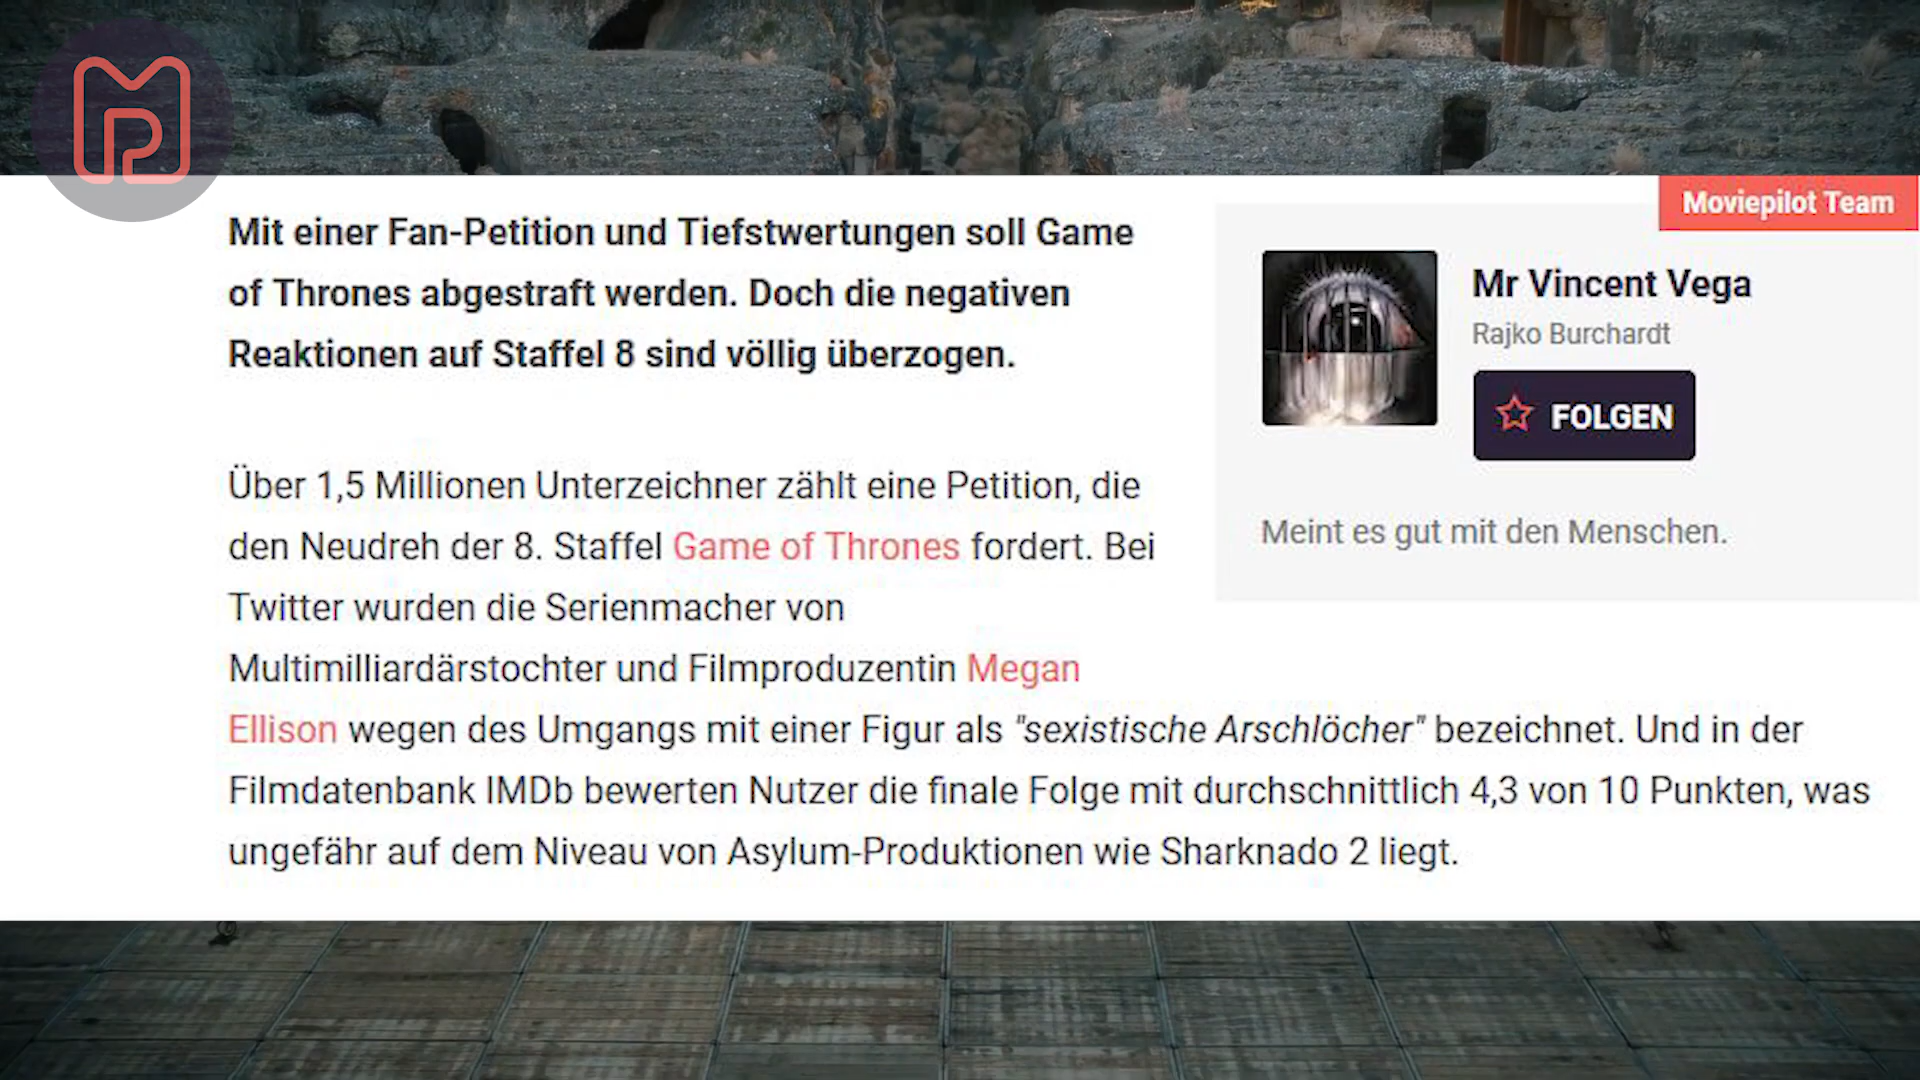 MP
Moviepilot Team
Mit einer Fan-Petition und Tiefstwertungen soll Game
of Thrones abgestraft werden. Doch die negativen
Reaktionen auf Staffel 8 sind völlig überzogen.
Mr Vincent Vega
Rajko Burchardt
FOLGEN
Meint es gut mit den Menschen.
Über 1,5 Millionen Unterzeichner zählt eine Petition, die
den Neudreh der 8. Staffel Game of Thrones fordert. Bei
Twitter wurden die Serienmacher von
Multimilliardärstochter und Filmproduzentin Megan
Ellison wegen des Umgangs mit einer Figur als "sexistische Arschlöcher" bezeichnet. Und in der
Filmdatenbank IMDb bewerten Nutzer die finale Folge mit durchschnittlich 4,3 von 10 Punkten, was
ungefähr auf dem Niveau von Asylum-Produktionen wie Sharknado 2 liegt.